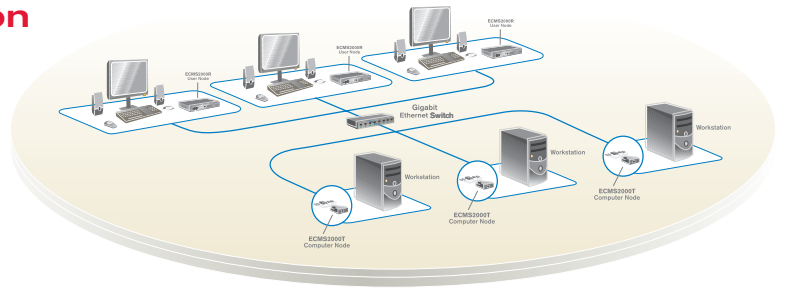 on
ECMS2000R
User Node
ECMS2000R
User Node
ECMS2000R
User Node
Gigabit
Ethernet Switch
Workstation
Workstation
Workstation
ECMS2000T
Computer Node
ECMS2000T
Computer Node
ECMS2000T
Computer Node